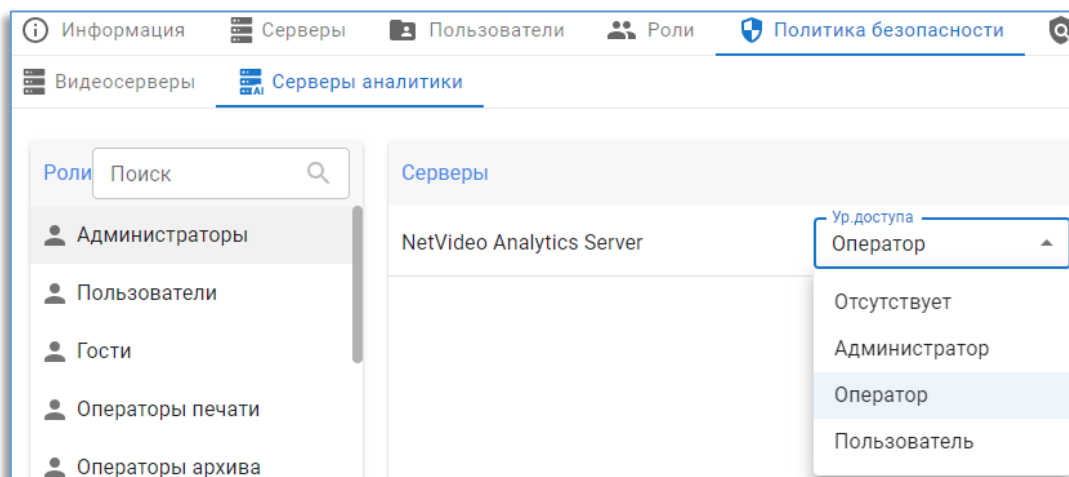 Информация Серверы Пользователи Роли Политика безопасности
Видеосерверы Серверы аналитики
Роли Поиск
Администраторы
Пользователи
Гости
Операторы печати
Операторы архива
Серверы
NetVideo Analytics Server
Ур.доступа
Оператор
Отсутствует
Администратор
Оператор
Пользователь